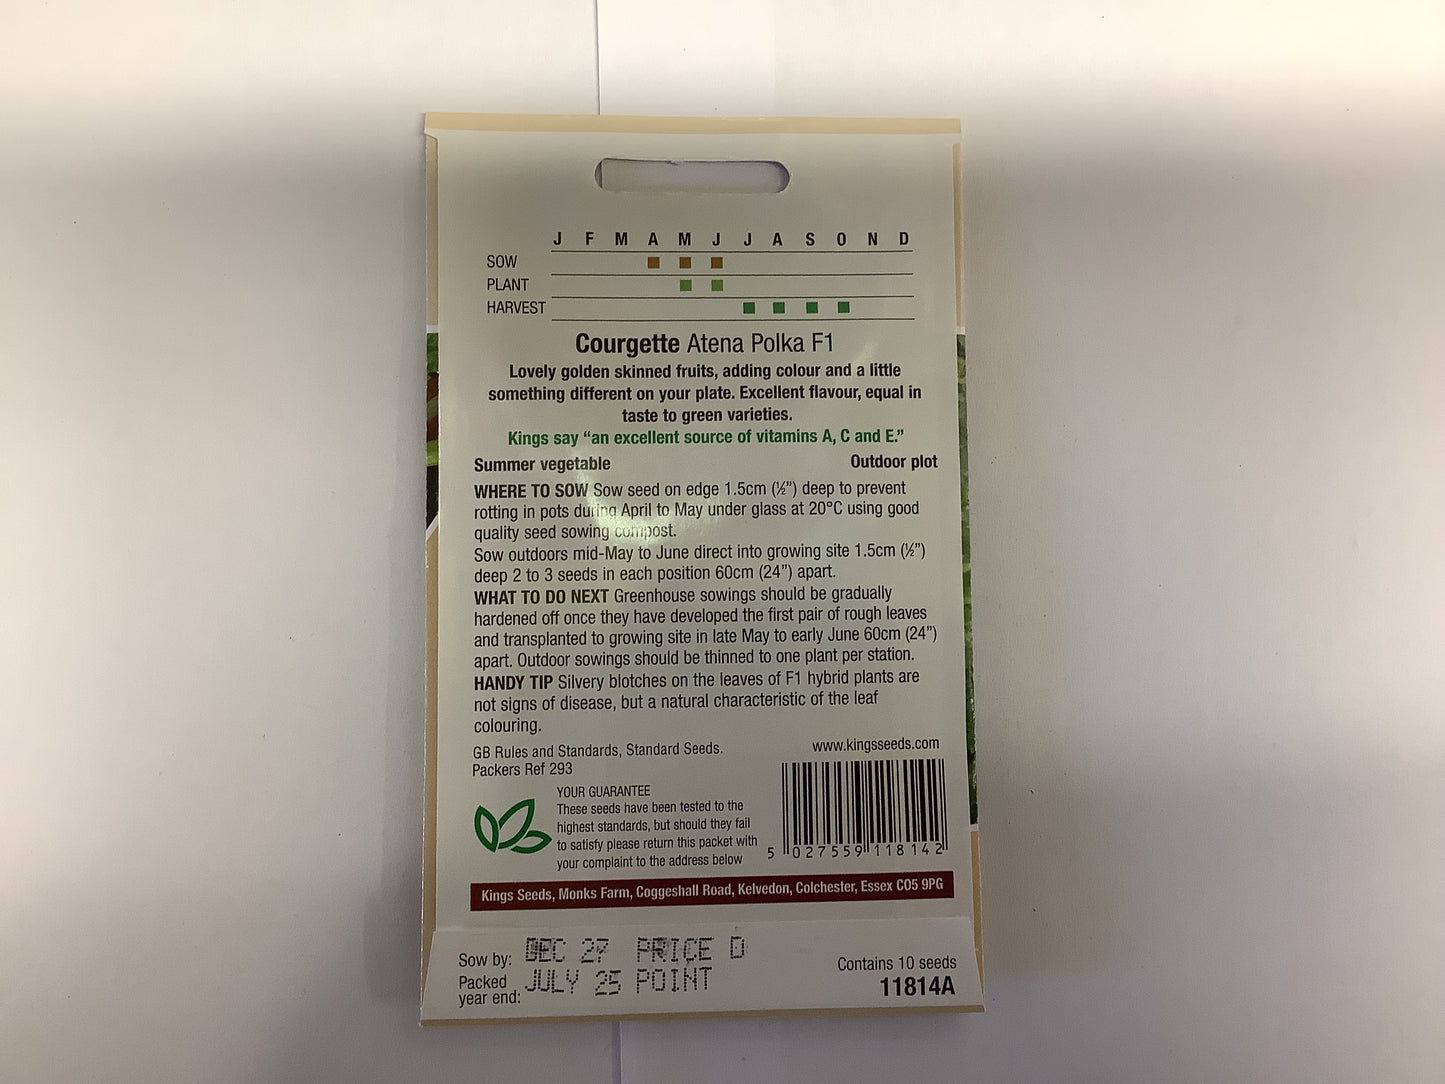 J F M A M J J A S O N D
SOW
PLANT
HARVEST
Courgette Atena Polka F1
Lovely golden skinned fruits, adding colour and a little
something different on your plate. Excellent flavour, equal in
taste to green varieties.
Kings say “an excellent source of vitamins A, C and E.”
Summer vegetable Outdoor plot
WHERE TO SOW Sow seed on edge 1.5cm (½”) deep to prevent
rotting in pots during April to May under glass at 20°C using good
quality seed sowing compost.
Sow outdoors mid-May to June direct into growing site 1.5cm (½”)
deep 2 to 3 seeds in each position 60cm (24”) apart.
WHAT TO DO NEXT Greenhouse sowings should be gradually
hardened off once they have developed the first pair of rough leaves
and transplanted to growing site in late May to early June 60cm (24”)
apart. Outdoor sowings should be thinned to one plant per station.
HANDY TIP Silvery blotches on the leaves of F1 hybrid plants are
not signs of disease, but a natural characteristic of the leaf
colouring.
GB Rules and Standards, Standard Seeds.
Packers Ref 293
www.kingsseeds.com
YOUR GUARANTEE
These seeds have been tested to the
highest standards, but should they fail
to satisfy please return this packet with
your complaint to the address below
5 027559 118142
Kings Seeds, Monks Farm, Coggeshall Road, Kelvedon, Colchester, Essex CO5 9PG
Sow by: DEC 27 PRICE D
Packed
year end: JULY 25 POINT
Contains 10 seeds
11814A